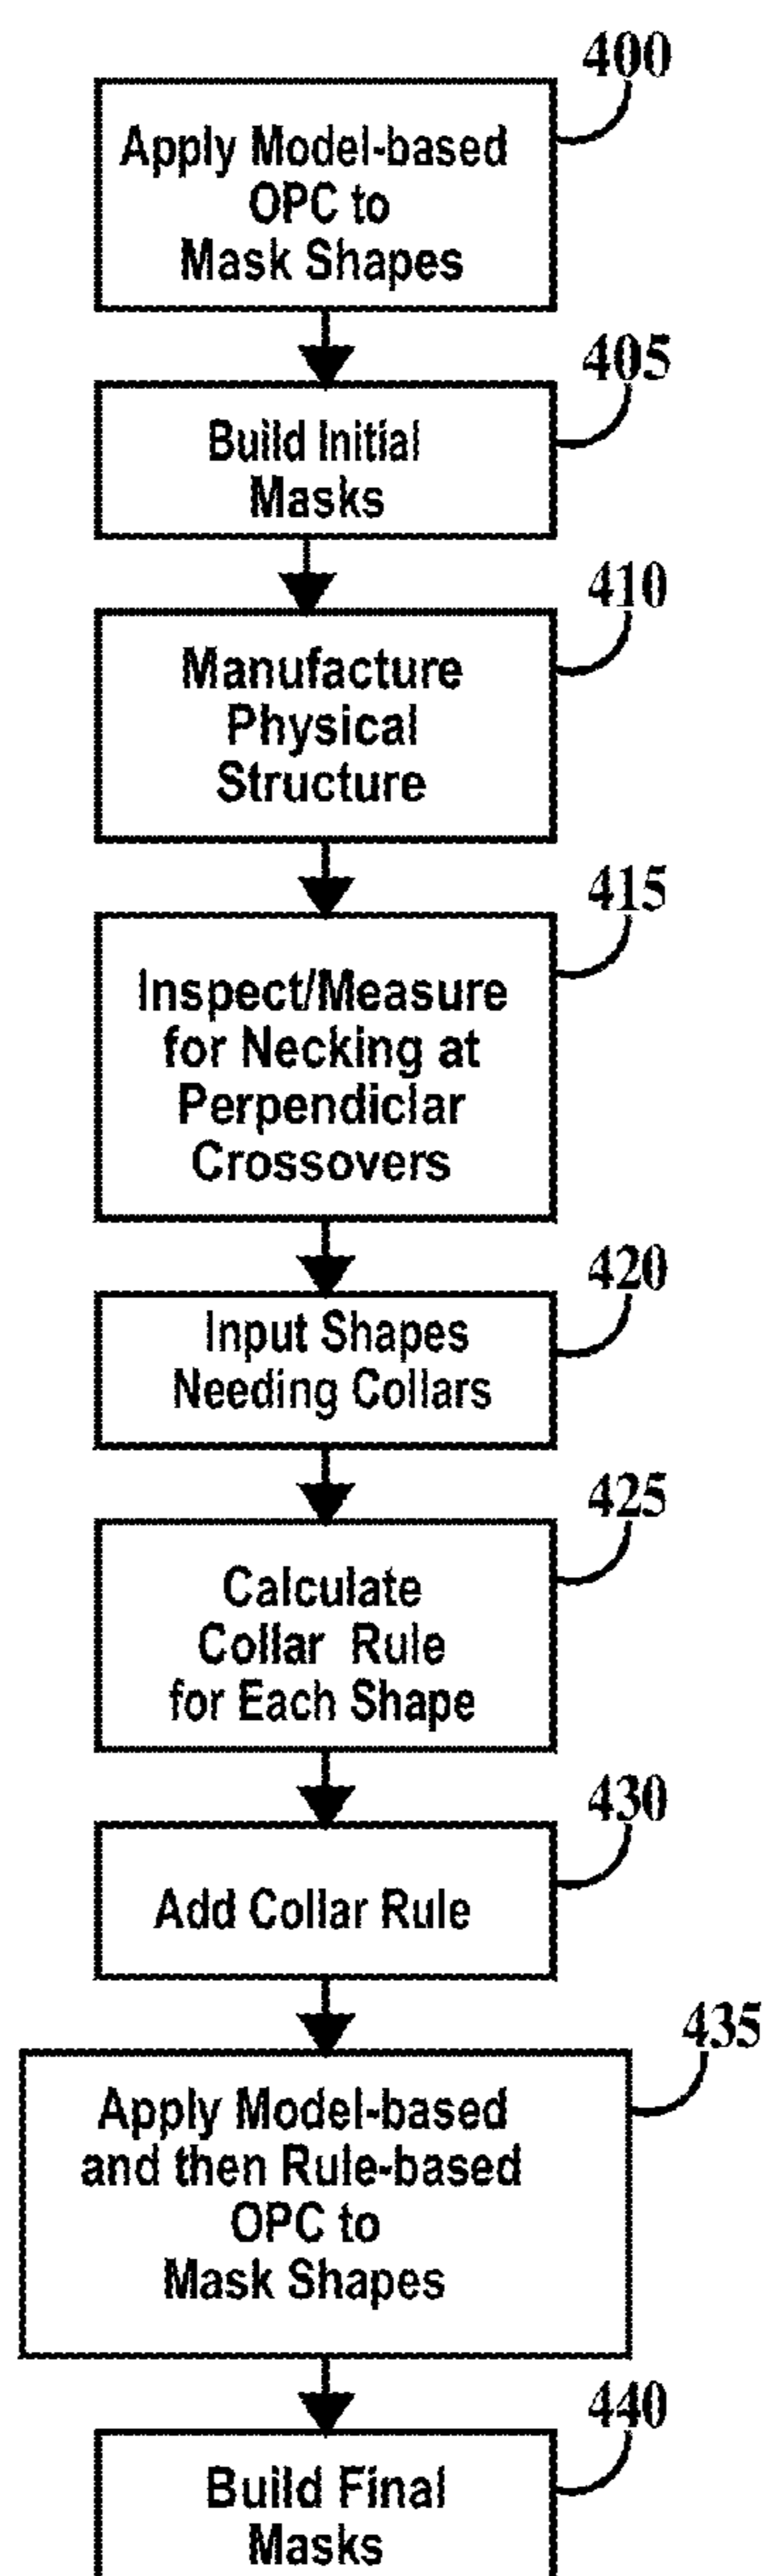 400
Apply Model-based
OPC to
Mask Shapes
405
Build Initial
Masks
410
Manufacture
Physical
Structure
415
Inspect/Measure
for Necking at
Perpendiclar
Crossovers
420
Input Shapes
Needing Collars
425
Calculate
Collar Rule
for Each Shape
430
Add Collar Rule
435
Apply Model-based
and then Rule-based
OPC to
Mask Shapes
440
Build Final
Masks